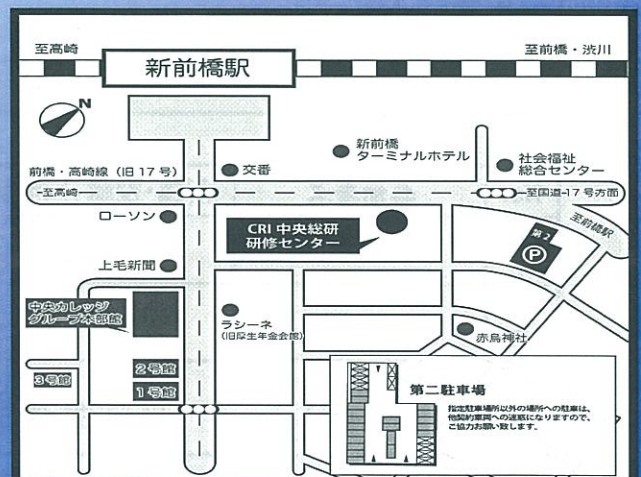 至高崎
新前橋駅
至前橋・渋川
N
新前橋
ターミナルホテル
社会福祉
総合センター
交番
前橋・高崎線（旧17号）
至高崎
至国道17号方面
ローソン
CRI 中央総研
研修センター
至前橋駅
第2
P
上毛新聞
中央カレッジ
グループ本部館
ラシーネ
(旧厚生年金会館)
赤鳥神社
2号館
3号館
1号館
第二駐車場
指定駐車場所以外の場所への駐車は、
他契約車両への迷惑になりますので、
ご協力お願い致します。